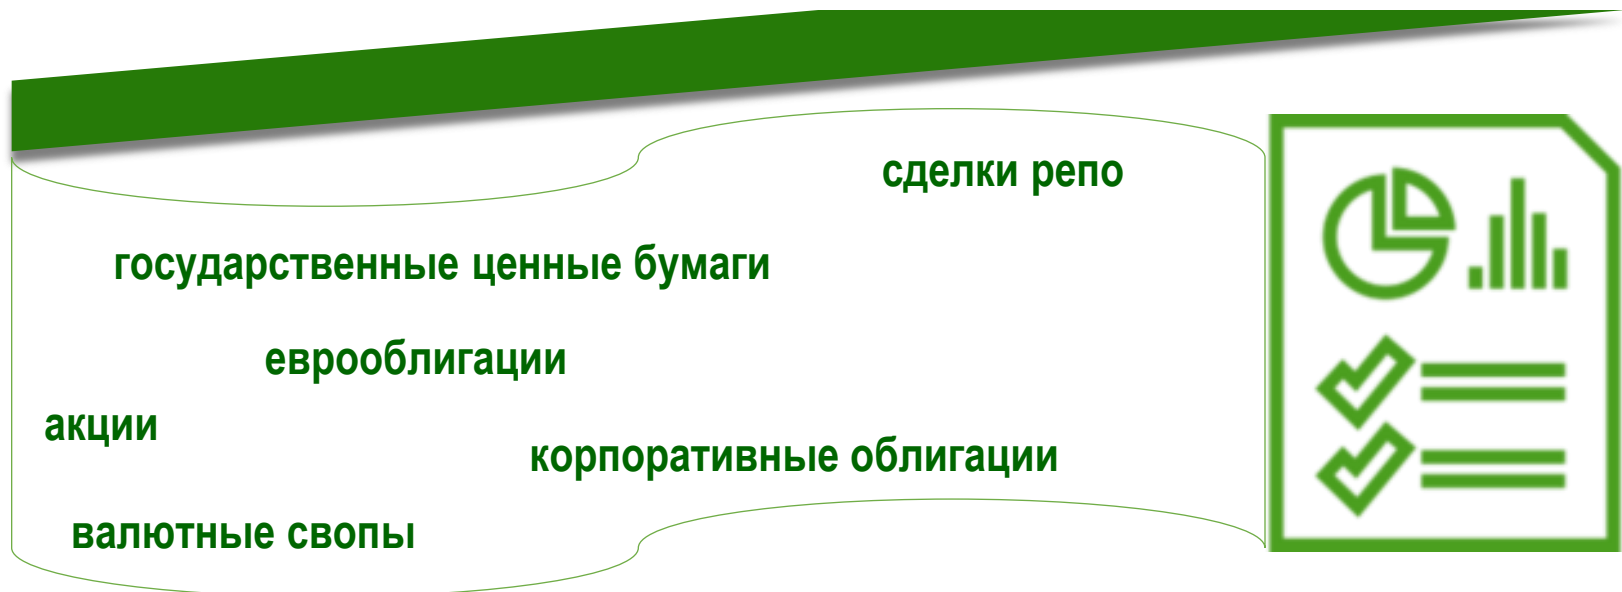 сделки репо
государственные ценные бумаги
еврооблигации
акции
корпоративные облигации
валютные свопы